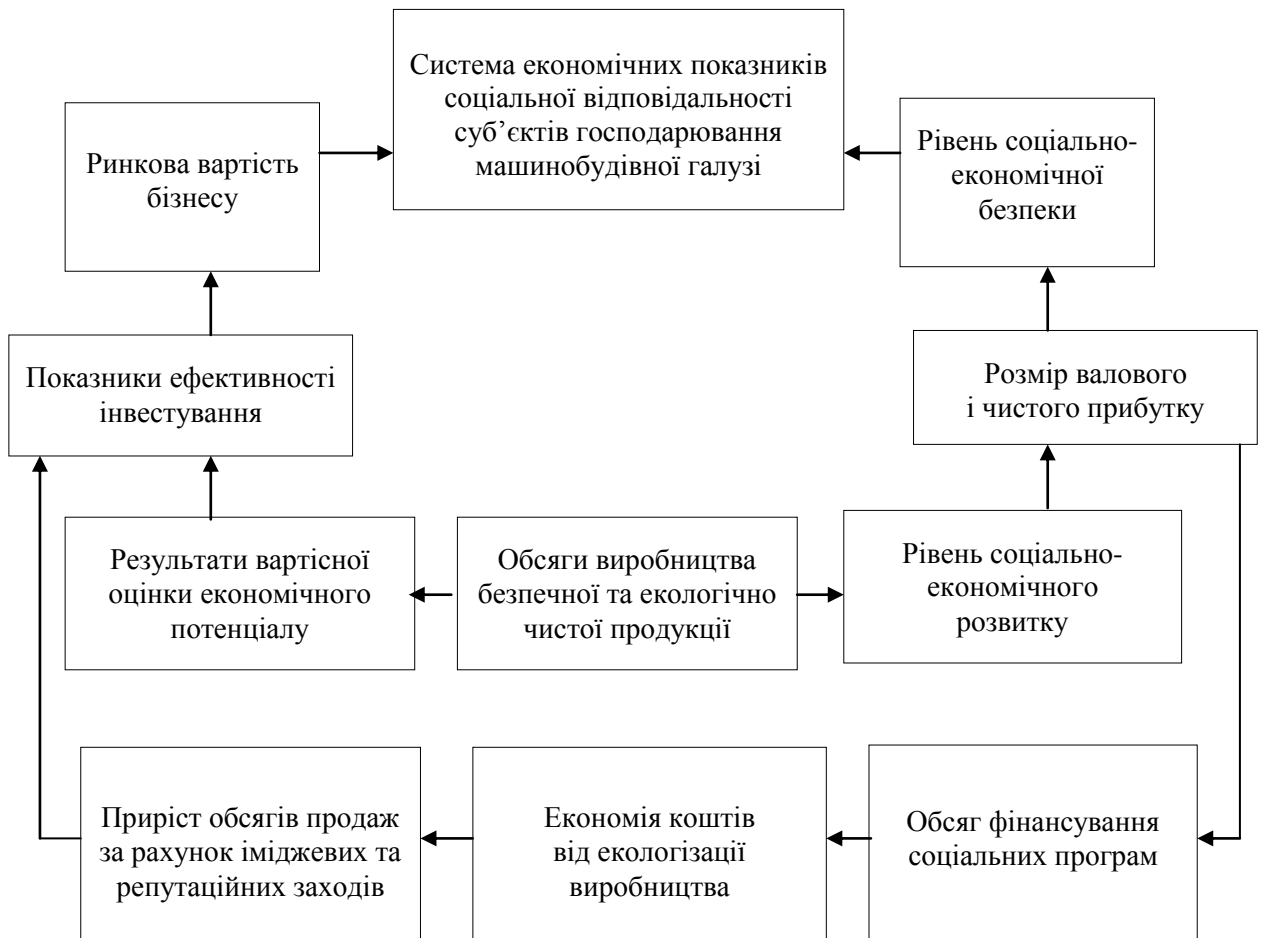 Система економічних показників
соціальної відповідальності
суб’єктів господарювання
машинобудівної галузі
Ринкова вартість
бізнесу
Рівень соціально-
економічної
безпеки
Показники ефективності
інвестування
Розмір валового
і чистого прибутку
Результати вартісної
оцінки економічного
потенціалу
Обсяги виробництва
безпечної та екологічно
чистої продукції
Рівень соціально-
економічного
розвитку
Приріст обсягів продаж
за рахунок іміджевих та
репутаційних заходів
Економія коштів
від екологізації
виробництва
Обсяг фінансування
соціальних програм